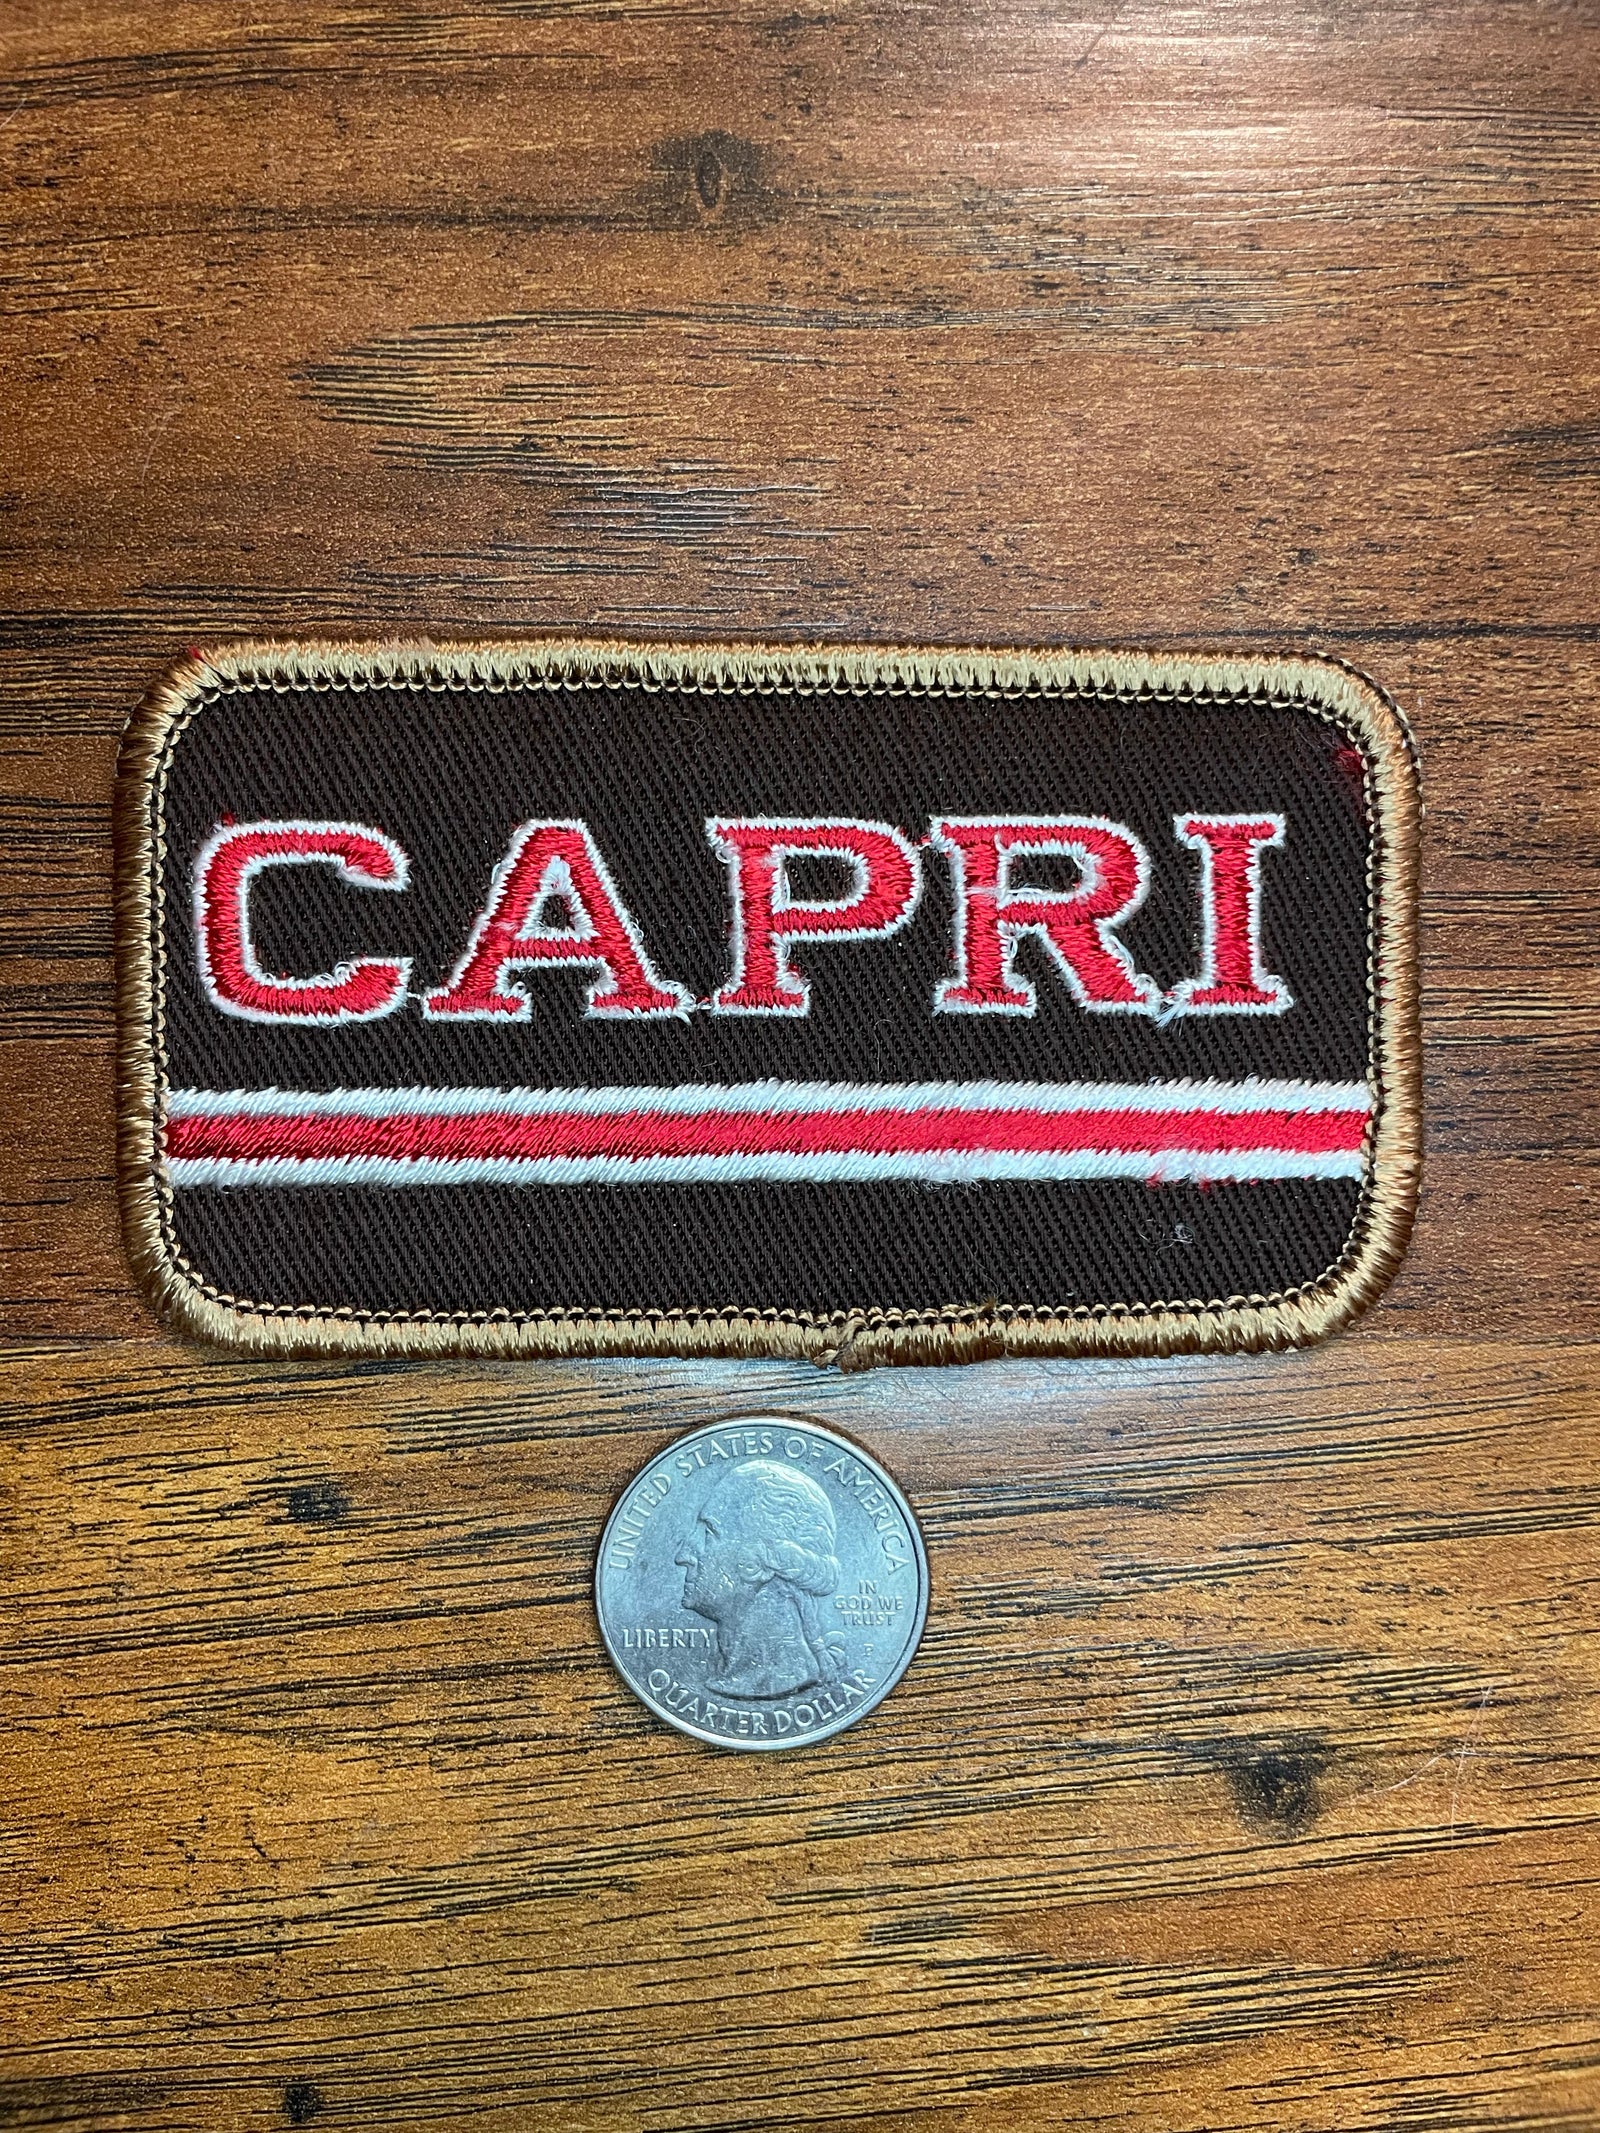 CAPRI
UNITED STATES OF AMERICA
IN
GOD WE
TRUST
LIBERTY
P
QUARTER DOLLAR